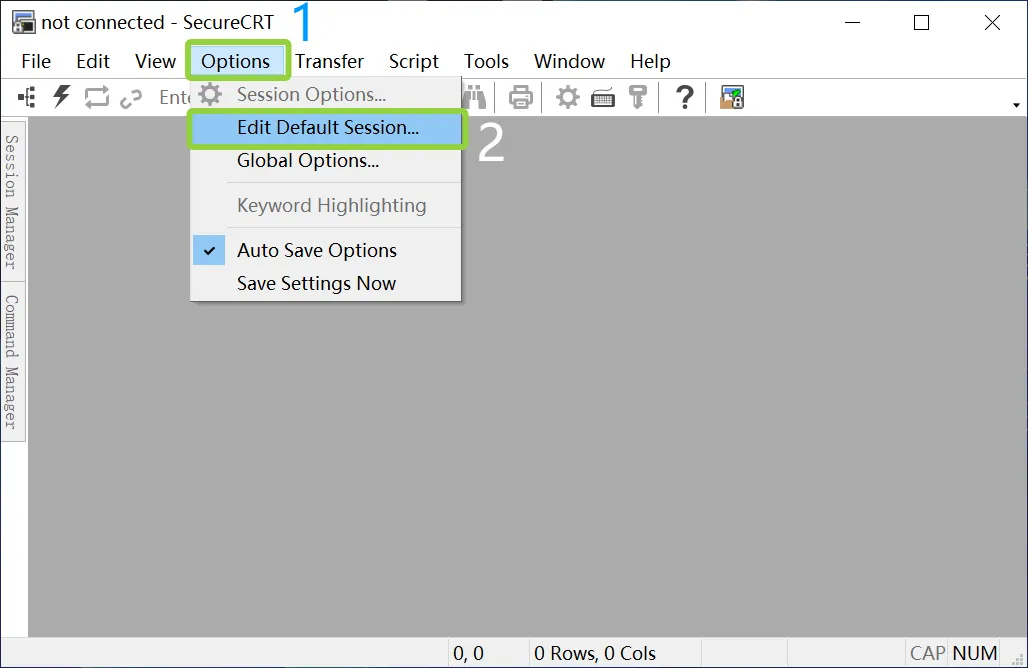 not connected - SecureCRT
1
File Edit View Options Transfer Script Tools Window Help
Session Options...
Edit Default Session...
2
Global Options...
Keyword Highlighting
Auto Save Options
Save Settings Now
Session Manager
Command Manager
0, 0 0 Rows, 0 Cols CAP NUM